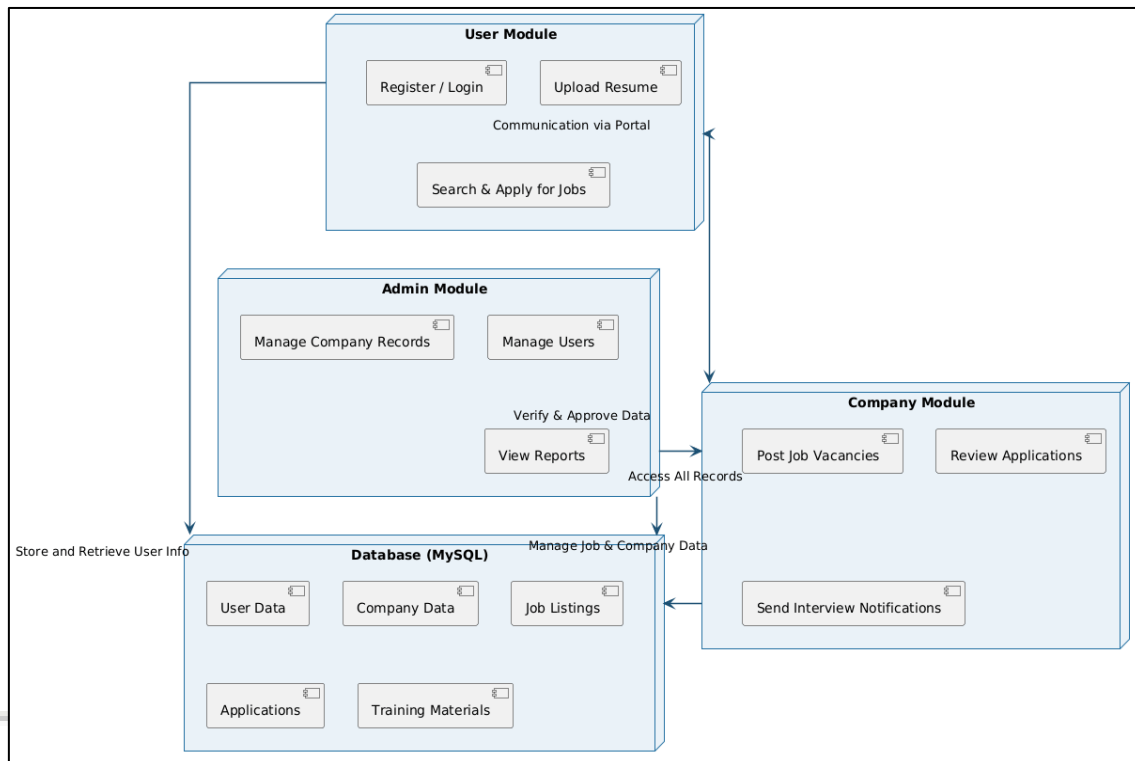 User Module
Register / Login
Upload Resume
Communication via Portal
Search & Apply for Jobs
Admin Module
Manage Company Records
Manage Users
Verify & Approve Data
View Reports
Access All Records
Company Module
Post Job Vacancies
Review Applications
Send Interview Notifications
Store and Retrieve User Info
Manage Job & Company Data
Database (MySQL)
User Data
Company Data
Job Listings
Applications
Training Materials